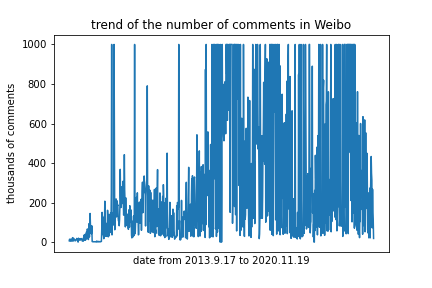 trend of the number of comments in Weibo
thousands of comments
1000
800
600
400
200
0
date from 2013.9.17 to 2020.11.19